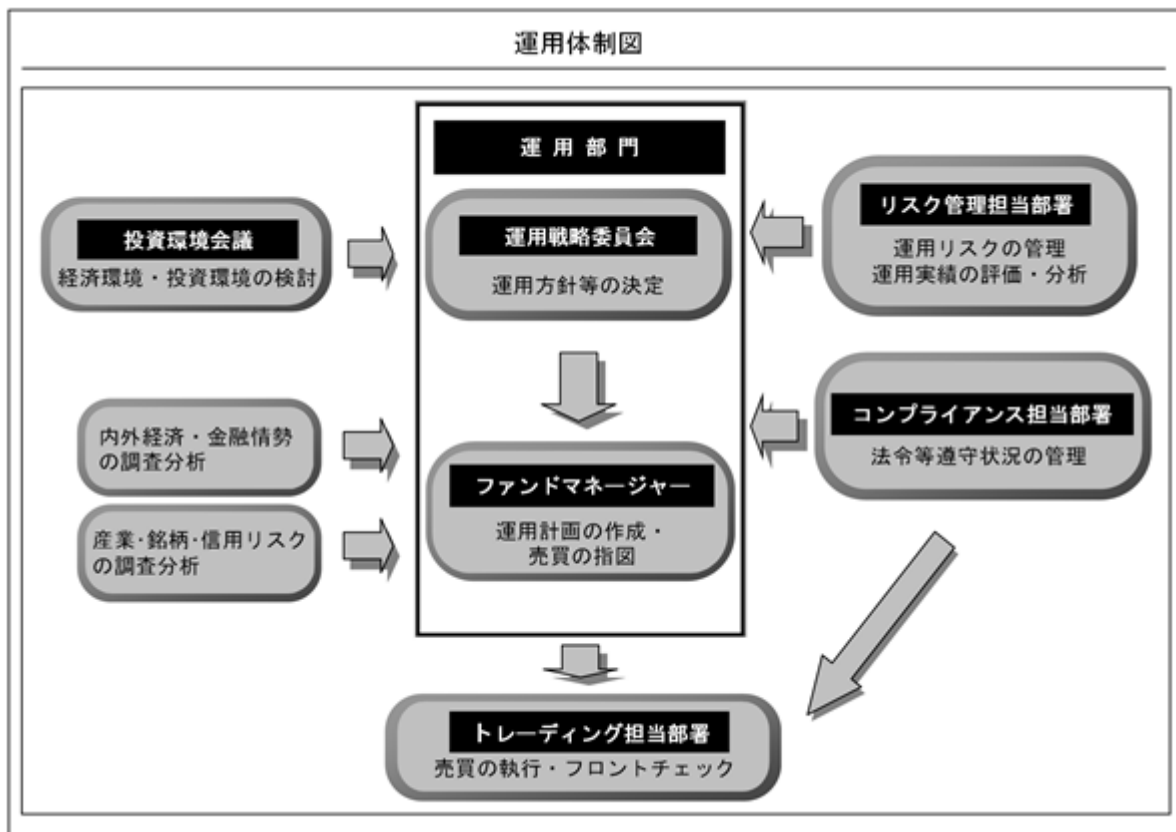 運用体制図
運用部門
投資環境会議
経済環境・投資環境の検討
運用戦略委員会
運用方針等の決定
リスク管理担当部署
運用リスクの管理
運用実績の評価・分析
内外経済・金融情勢
の調査分析
産業・銘柄・信用リスク
の調査分析
ファンドマネージャー
運用計画の作成・
売買の指図
コンプライアンス担当部署
法令等遵守状況の管理
トレーディング担当部署
売買の執行・フロントチェック